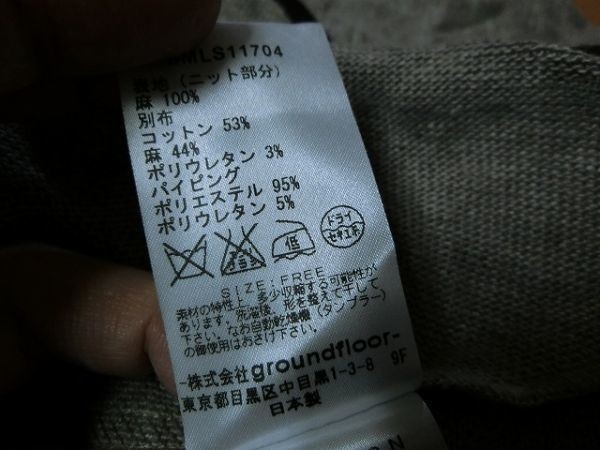 MLS11704
表地(ニット部分)
麻 100%
別布
コットン 53%
麻 44%
ポリウレタン 3%
パイピング
ポリエステル 95%
ポリウレタン 5%
低
ドライ
セキユ系
SIZE:FREE
素材の特性上、多少収縮する可能性が
あります。洗濯後、形を整えて干して
下さい。なお自動乾燥機(タンブラー)
の御使用はおさけ下さい。
-株式会社groundfloor-
東京都目黒区中目黒1-3-8 9F
日本製